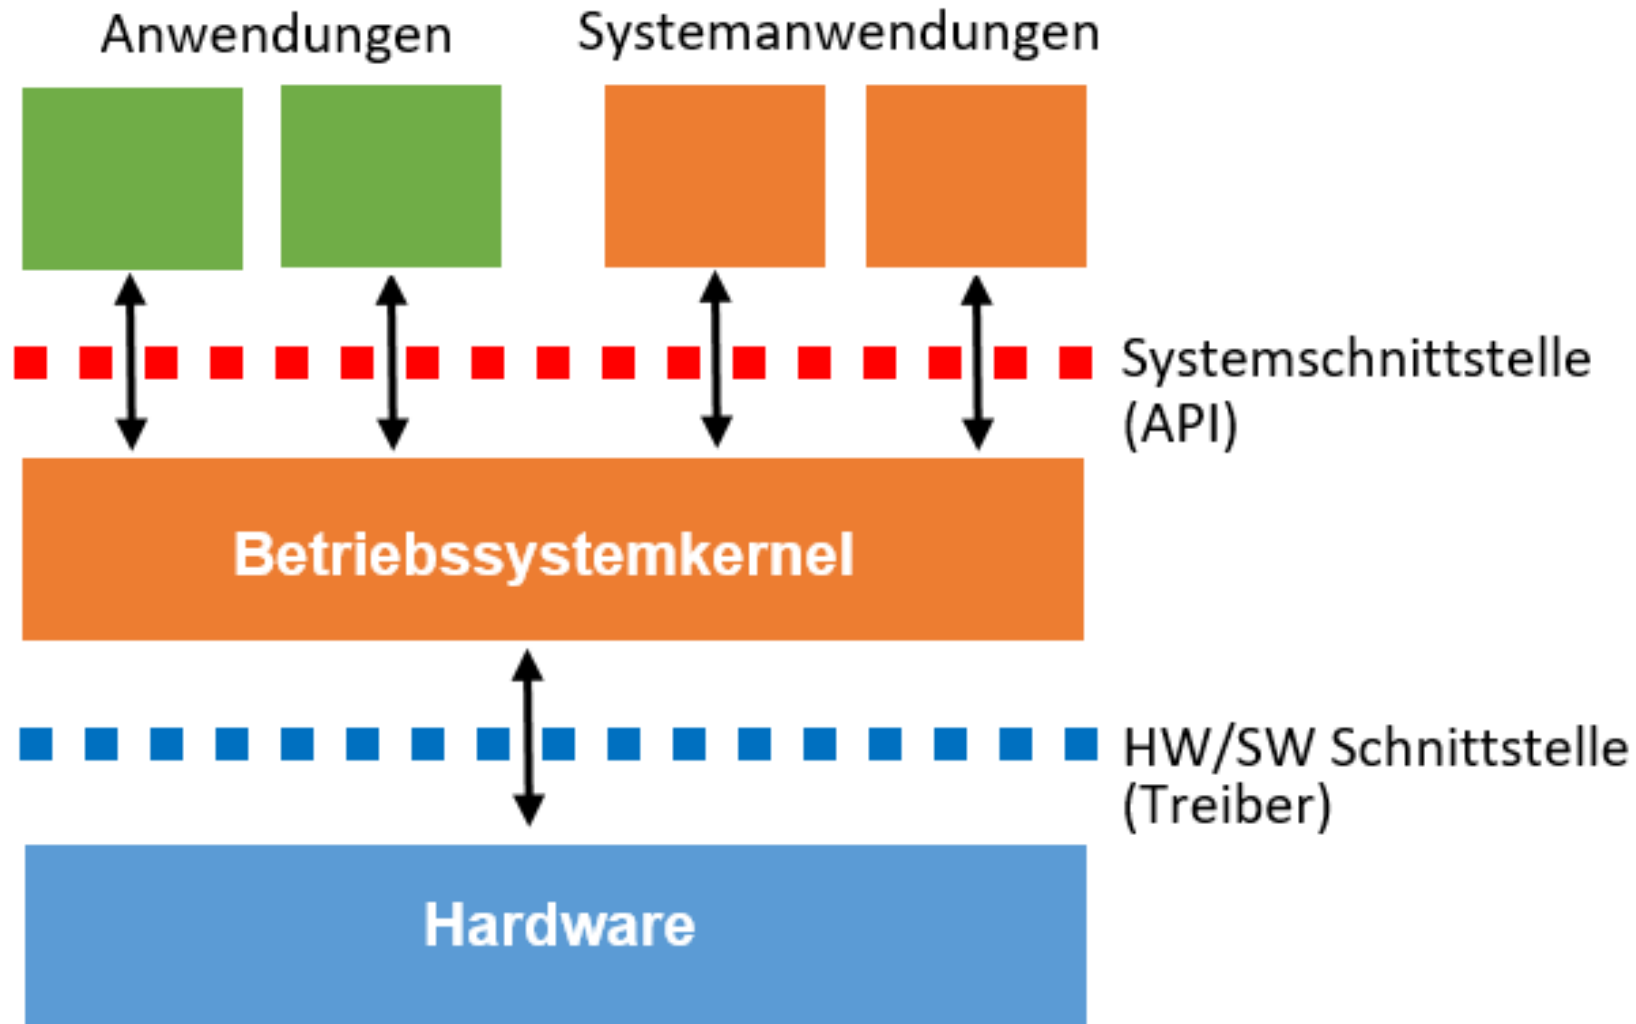 Anwendungen
Systemanwendungen
Systemschnittstelle
(API)
Betriebssystemkernel
HW/SW Schnittstelle
(Treiber)
Hardware